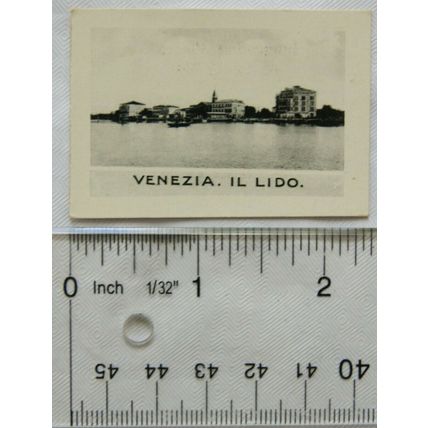 VENEZIA. IL LIDO.
0 Inch 1/32" 1 2
45 44 43 42 41 40